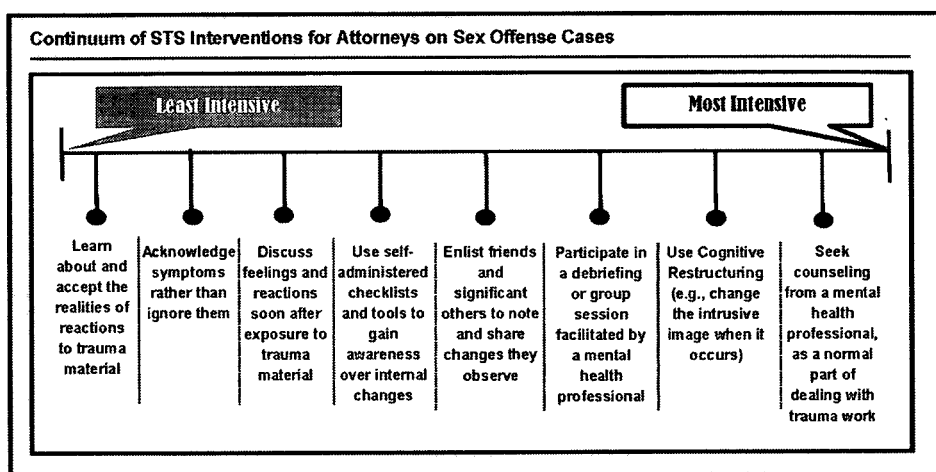 Continuum of STS Interventions for Attorneys on Sex Offense Cases
Least Intensive
Most Intensive
Learn
about and
accept the
realities of
reactions
to trauma
material
Acknowledge
symptoms
rather than
ignore them
Discuss
feelings and
reactions
soon after
exposure to
trauma
material
Use self-
administered
checklists
and tools to
gain
awareness
over internal
changes
Enlist friends
and
significant
others to note
and share
changes they
observe
Participate in
a debriefing
or group
session
facilitated by
a mental
health
professional
Use Cognitive
Restructuring
(e.g., change
the intrusive
image when it
occurs)
Seek
counseling
from a mental
health
professional,
as a normal
part of
dealing with
trauma work